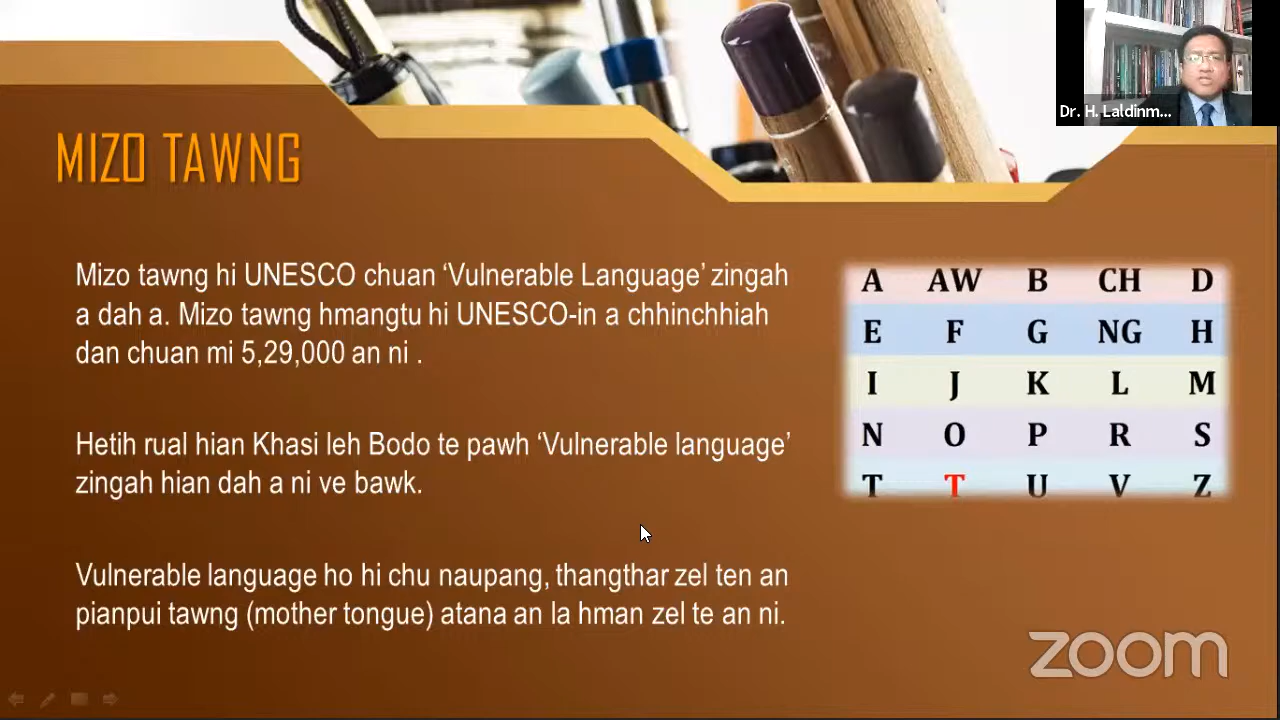 Dr. H. Laldinm...
MIZO TAWNG
Mizo tawng hi UNESCO chuan ‘Vulnerable Language’ zingah
a dah a. Mizo tawng hmangtu hi UNESCO-in a chhinchhiah
dan chuan mi 5,29,000 an ni .
Hetih rual hian Khasi leh Bodo te pawh ‘Vulnerable language’
zingah hian dah a ni ve bawk.
Vulnerable language ho hi chu naupang, thangthar zel ten an
pianpui tawng (mother tongue) atana an la hman zel te an ni.
A AW B CH D
E F G NG H
I J K L M
N O P R S
T T U V Z
zoom